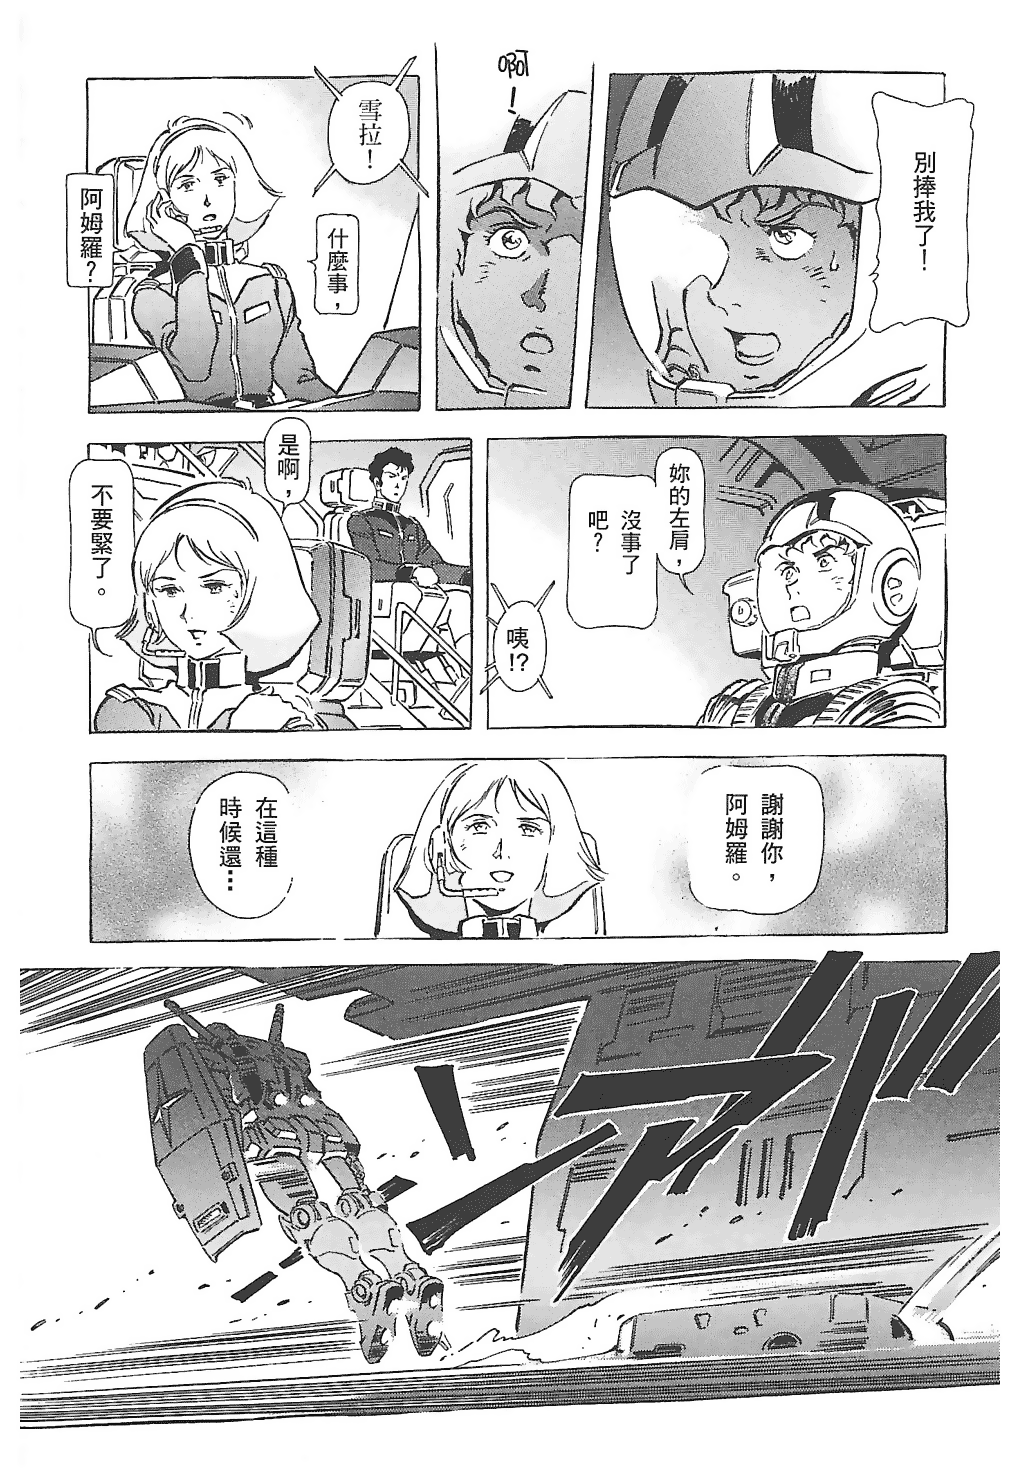 別捧我了！
啊！
雪拉！
什麼事，
阿姆羅？
妳的左肩，
沒事了
吧？
咦!?
是啊，
不要緊了。
謝謝你，
阿姆羅。
在這種
時候還…